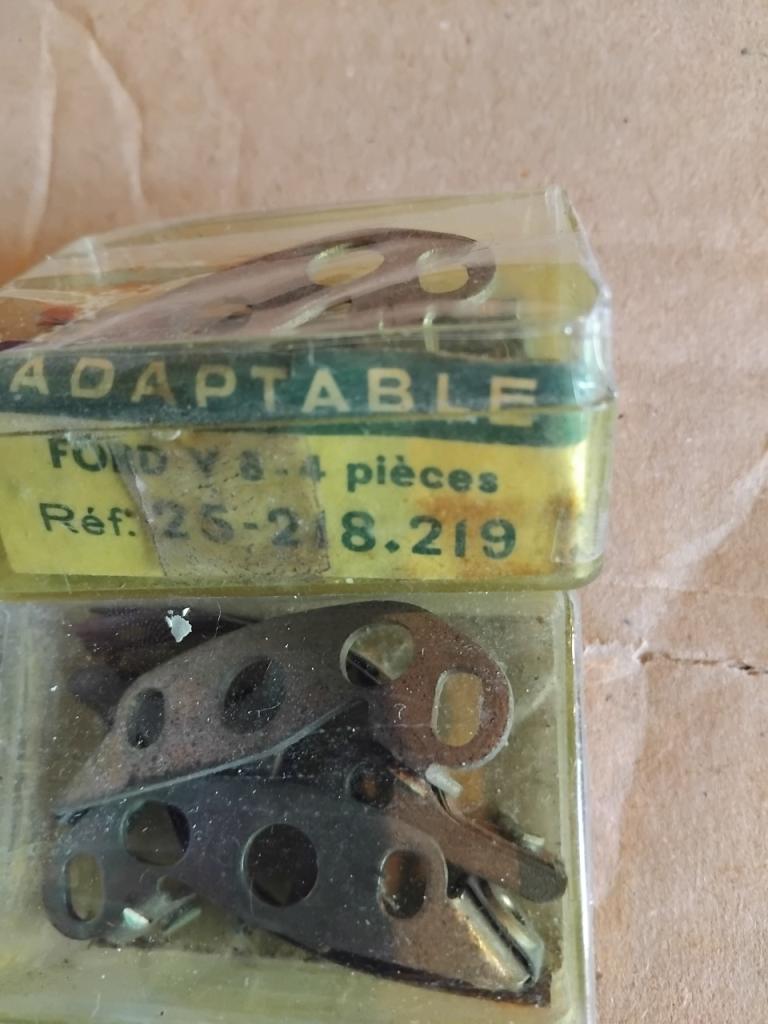 ADAPTABLE
FORD V 8-4 pièces
Réf: 25-218.219